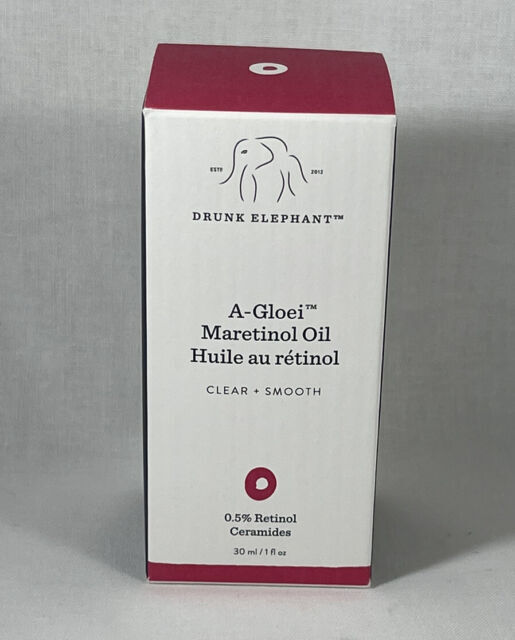 ESTD 2012
DRUNK ELEPHANT™
A-Gloei™
Maretinol Oil
Huile au rétinol
CLEAR + SMOOTH
0.5% Retinol
Ceramides
30 ml / 1 fl oz